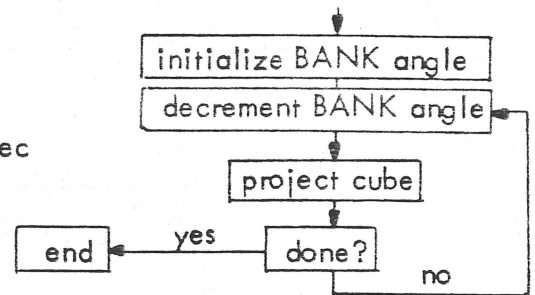 initialize BANK angle
decrement BANK angle
ec
project cube
end
yes
done?
no